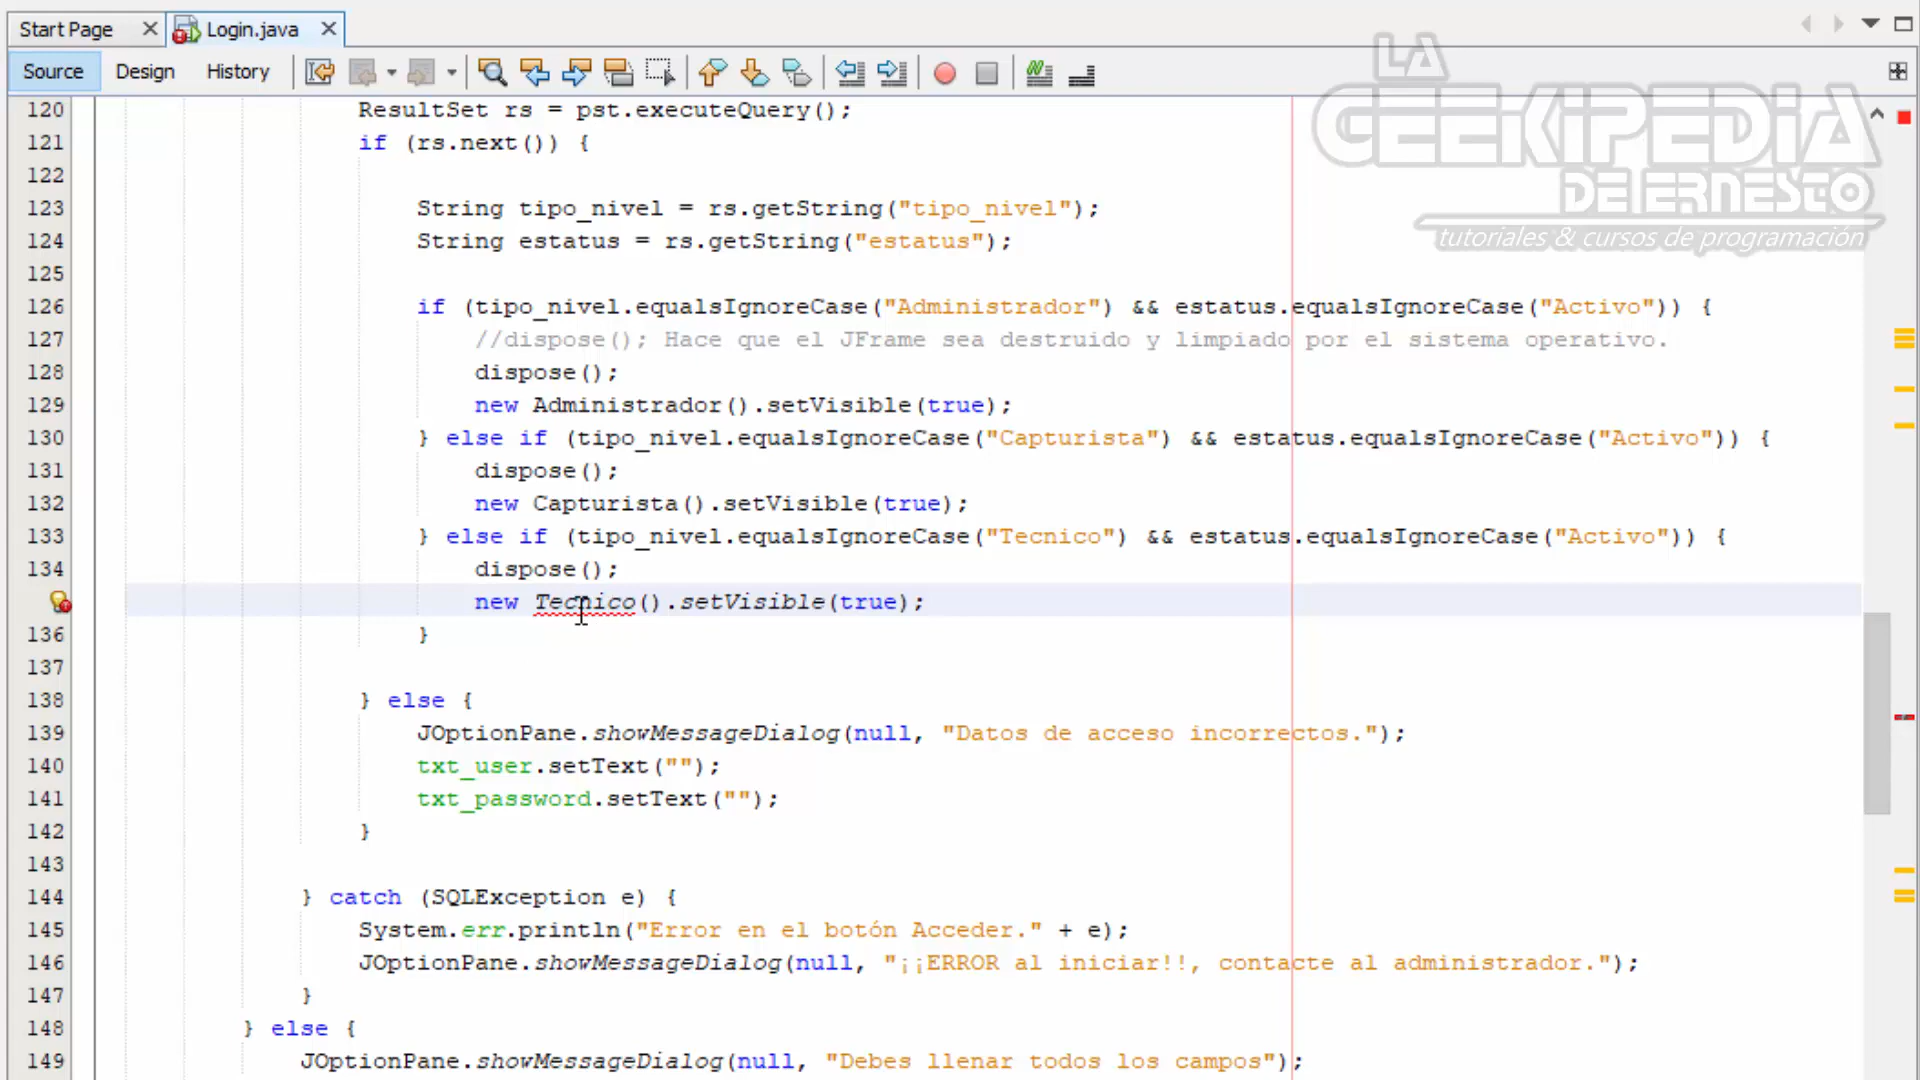 Start Page
Login.java
LA
GEEKIPEDIA
DE ERNESTO
tutoriales & cursos de programación
Source Design History
120 ResultSet rs = pst.executeQuery();
121 if (rs.next()) {
122
123 String tipo_nivel = rs.getString("tipo_nivel");
124 String estatus = rs.getString("estatus");
125
126 if (tipo_nivel.equalsIgnoreCase("Administrador") && estatus.equalsIgnoreCase("Activo")) {
127 //dispose(); Hace que el JFrame sea destruido y limpiado por el sistema operativo.
128 dispose();
129 new Administrador().setVisible(true);
130 } else if (tipo_nivel.equalsIgnoreCase("Capturista") && estatus.equalsIgnoreCase("Activo")) {
131 dispose();
132 new Capturista().setVisible(true);
133 } else if (tipo_nivel.equalsIgnoreCase("Tecnico") && estatus.equalsIgnoreCase("Activo")) {
134 dispose();
new Tecnico().setVisible(true);
136 }
137
138 } else {
139 JOptionPane.showMessageDialog(null, "Datos de acceso incorrectos.");
140 txt_user.setText("");
141 txt_password.setText("");
142 }
143
144 } catch (SQLException e) {
145 System.err.println("Error en el botón Acceder." + e);
146 JOptionPane.showMessageDialog(null, "¡¡ERROR al iniciar!!, contacte al administrador.");
147 }
148 } else {
149 JOptionPane.showMessageDialog(null, "Debes llenar todos los campos");